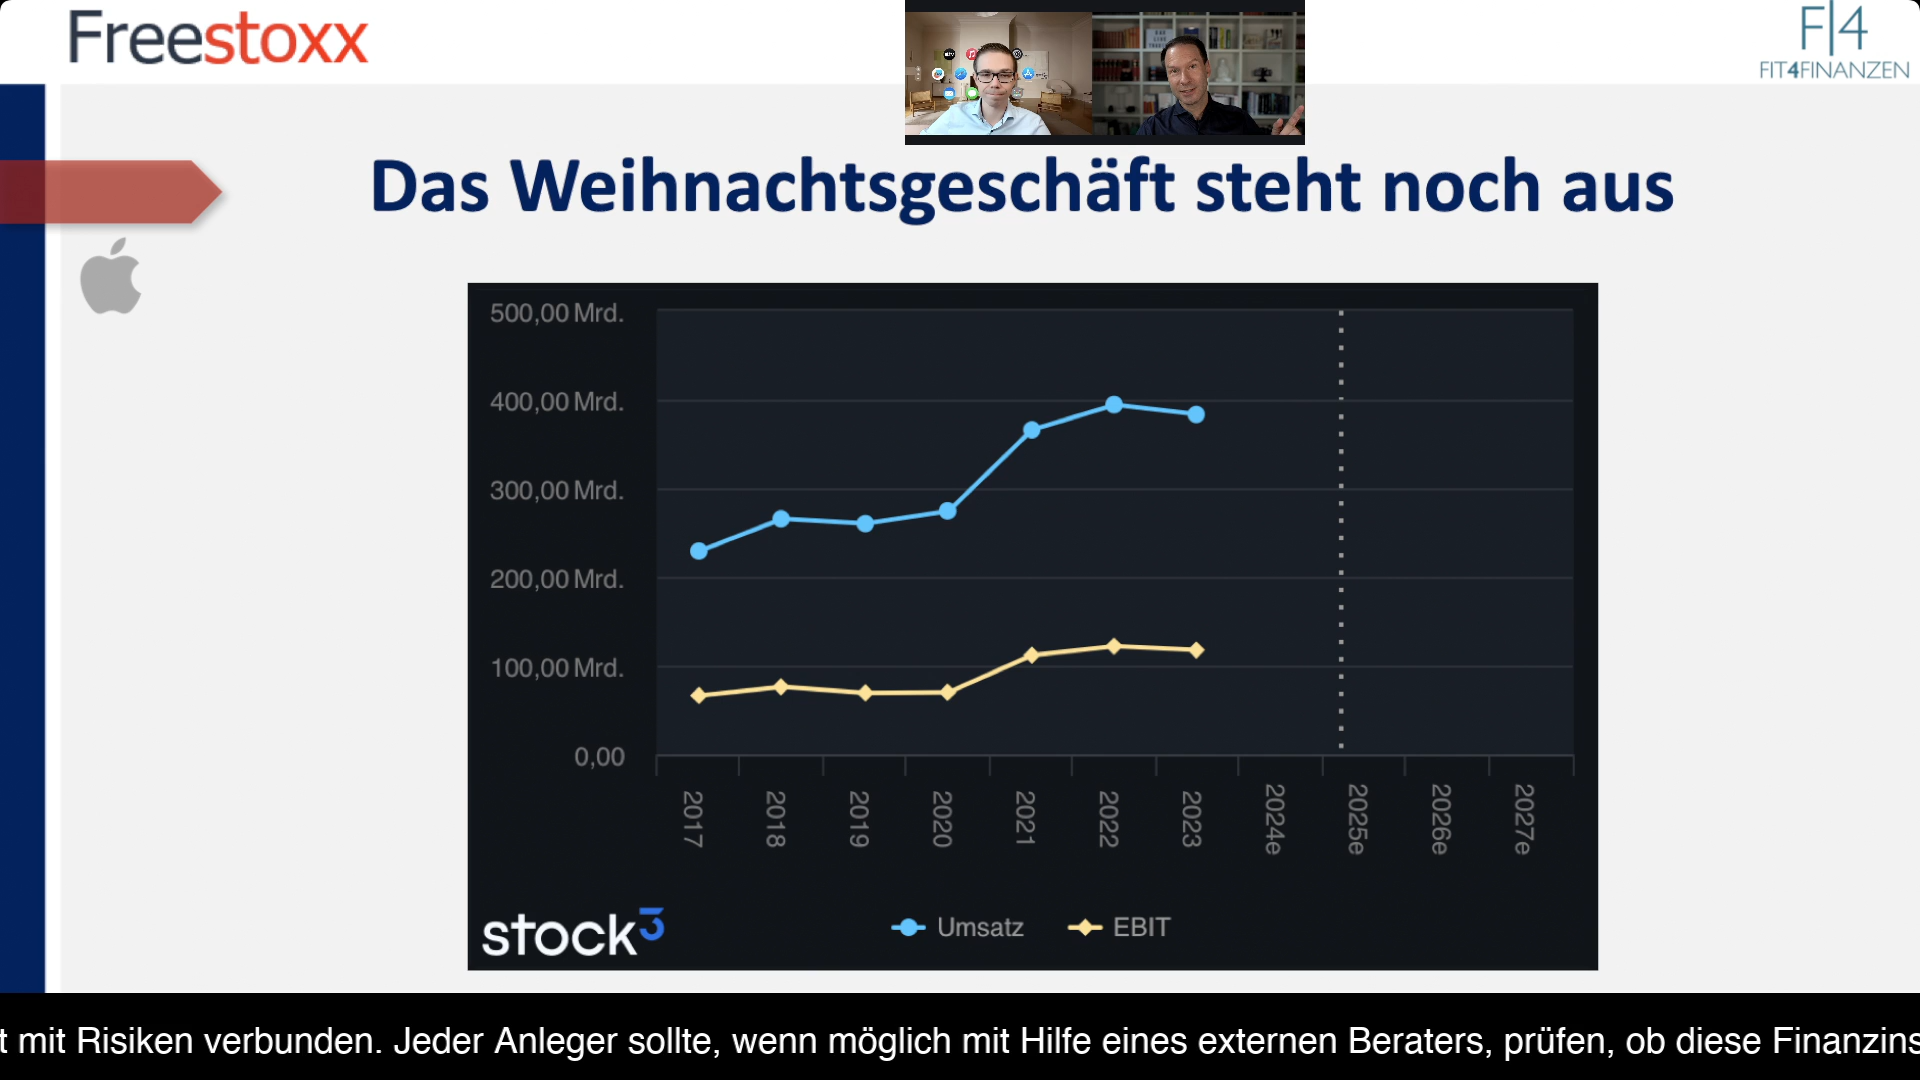 Freestoxx
F|4
FIT4FINANZEN
Das Weihnachtsgeschäft steht noch aus
500,00 Mrd.
400,00 Mrd.
300,00 Mrd.
200,00 Mrd.
100,00 Mrd.
0,00
2017
2018
2019
2020
2021
2022
2023
2024e
2025e
2026e
2027e
Umsatz
EBIT
stock3
t mit Risiken verbunden. Jeder Anleger sollte, wenn möglich mit Hilfe eines externen Beraters, prüfen, ob diese Finanzins